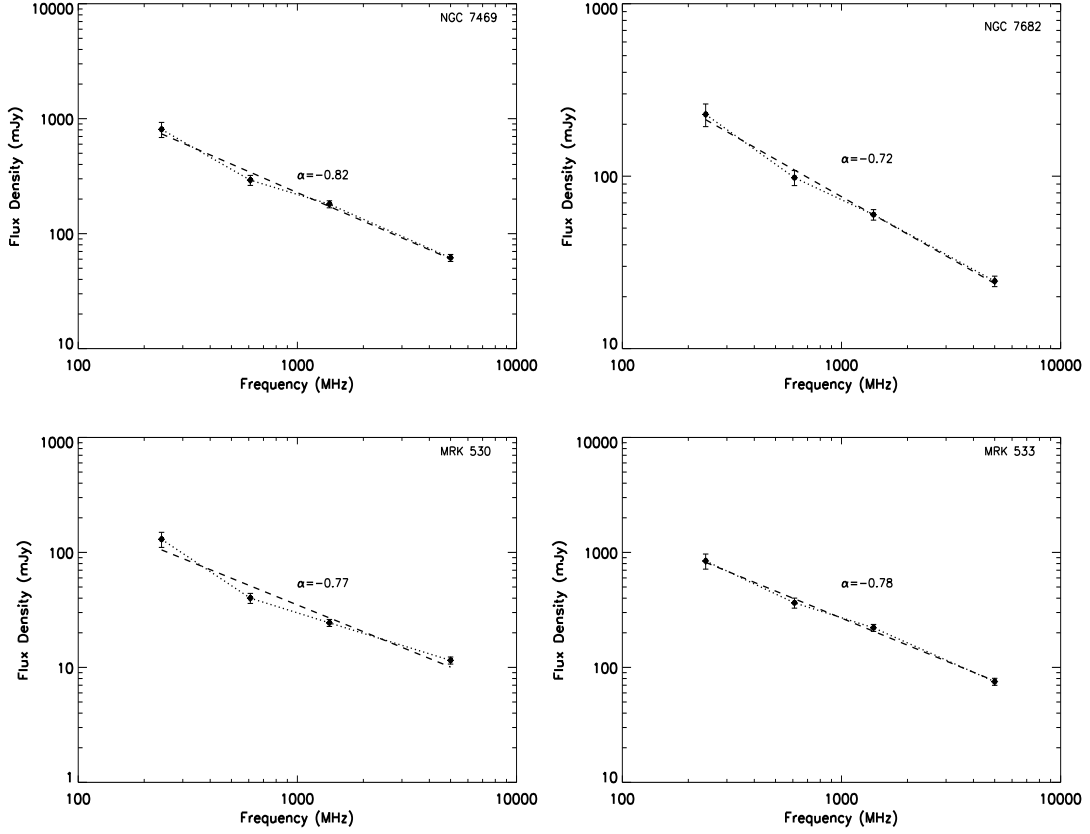 10000
1000
100
10
Flux Density (mJy)
NGC 7469
α=−0.82
100
1000
10000
Frequency (MHz)
1000
100
10
Flux Density (mJy)
NGC 7682
α=−0.72
100
1000
10000
Frequency (MHz)
1000
100
10
1
Flux Density (mJy)
MRK 530
α=−0.77
100
1000
10000
Frequency (MHz)
10000
1000
100
10
Flux Density (mJy)
MRK 533
α=−0.78
100
1000
10000
Frequency (MHz)